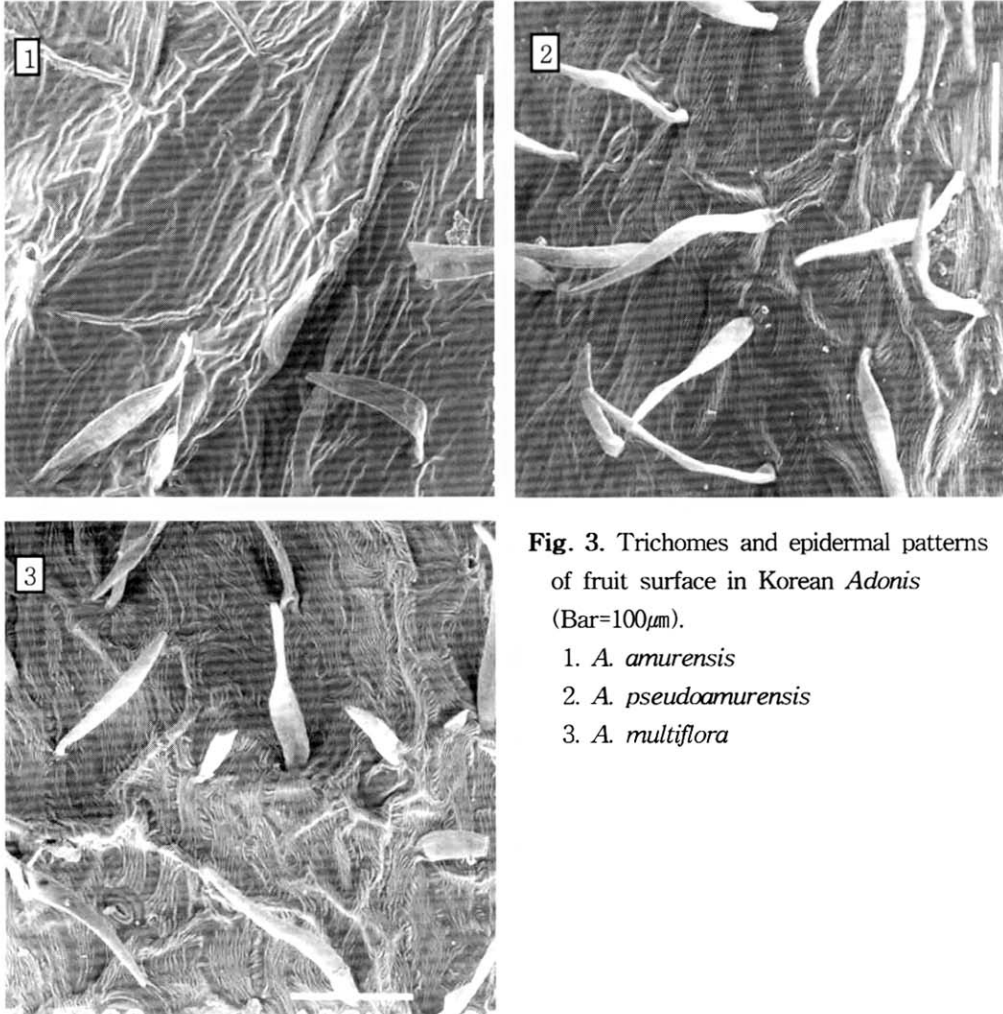 1
2
3
Fig. 3. Trichomes and epidermal patterns
of fruit surface in Korean Adonis
(Bar=100㎛).
1. A. amurensis
2. A. pseudoamurensis
3. A. multiflora